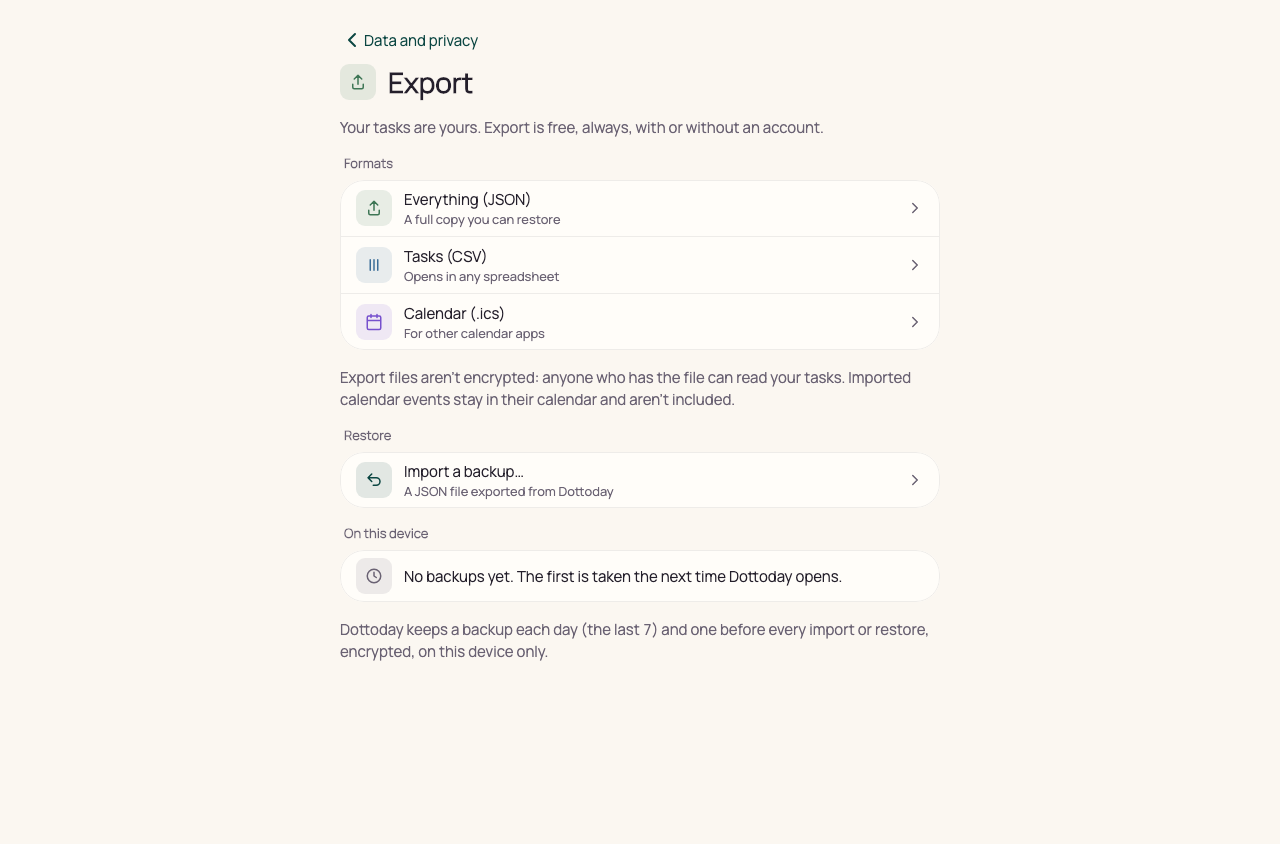 Data and privacy
Export
Your tasks are yours. Export is free, always, with or without an account.
Formats
Everything (JSON)
A full copy you can restore
Tasks (CSV)
Opens in any spreadsheet
Calendar (.ics)
For other calendar apps
Export files aren't encrypted: anyone who has the file can read your tasks. Imported
calendar events stay in their calendar and aren't included.
Restore
Import a backup...
A JSON file exported from Dottoday
On this device
No backups yet. The first is taken the next time Dottoday opens.
Dottoday keeps a backup each day (the last 7) and one before every import or restore,
encrypted, on this device only.